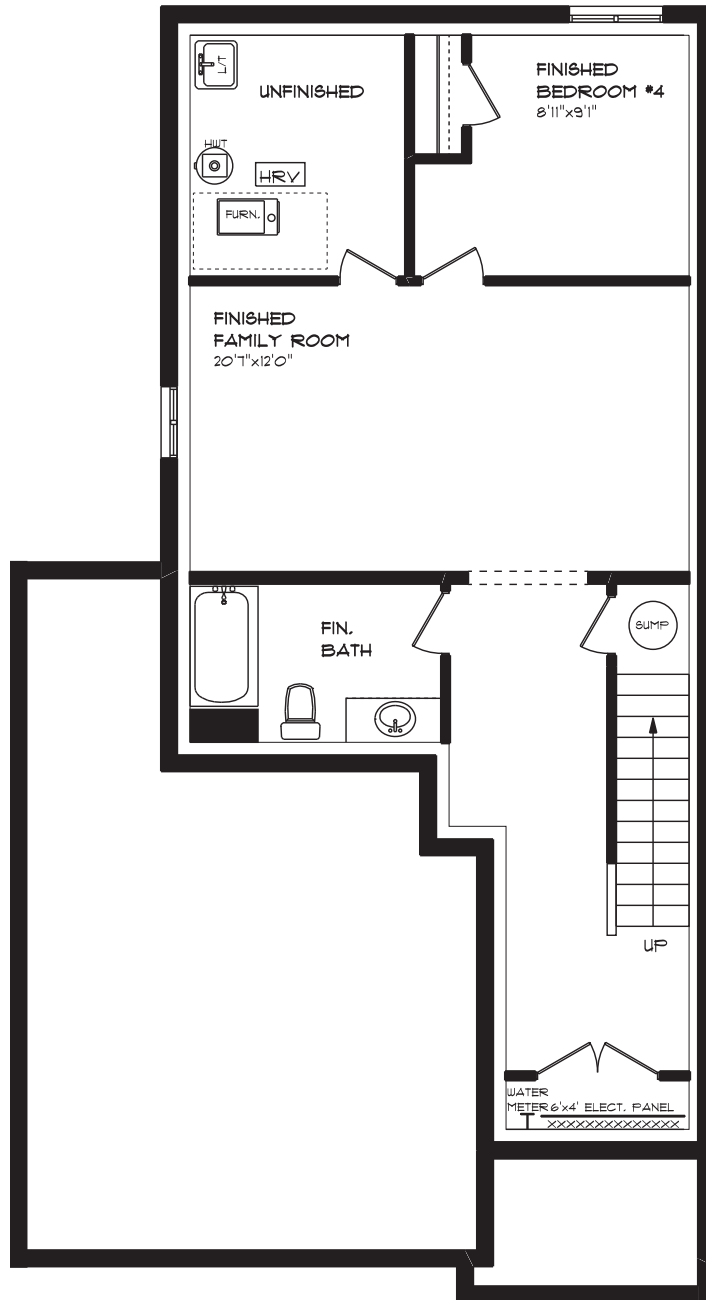 L/T
UNFINISHED
FINISHED
BEDROOM #4
8'11"x9'1"
HWT
HRV
FURN.
FINISHED
FAMILY ROOM
20'7"x12'0"
FIN.
BATH
SUMP
UP
WATER
METER 6'x4' ELECT. PANEL
XXXXXXXXXXXXXX